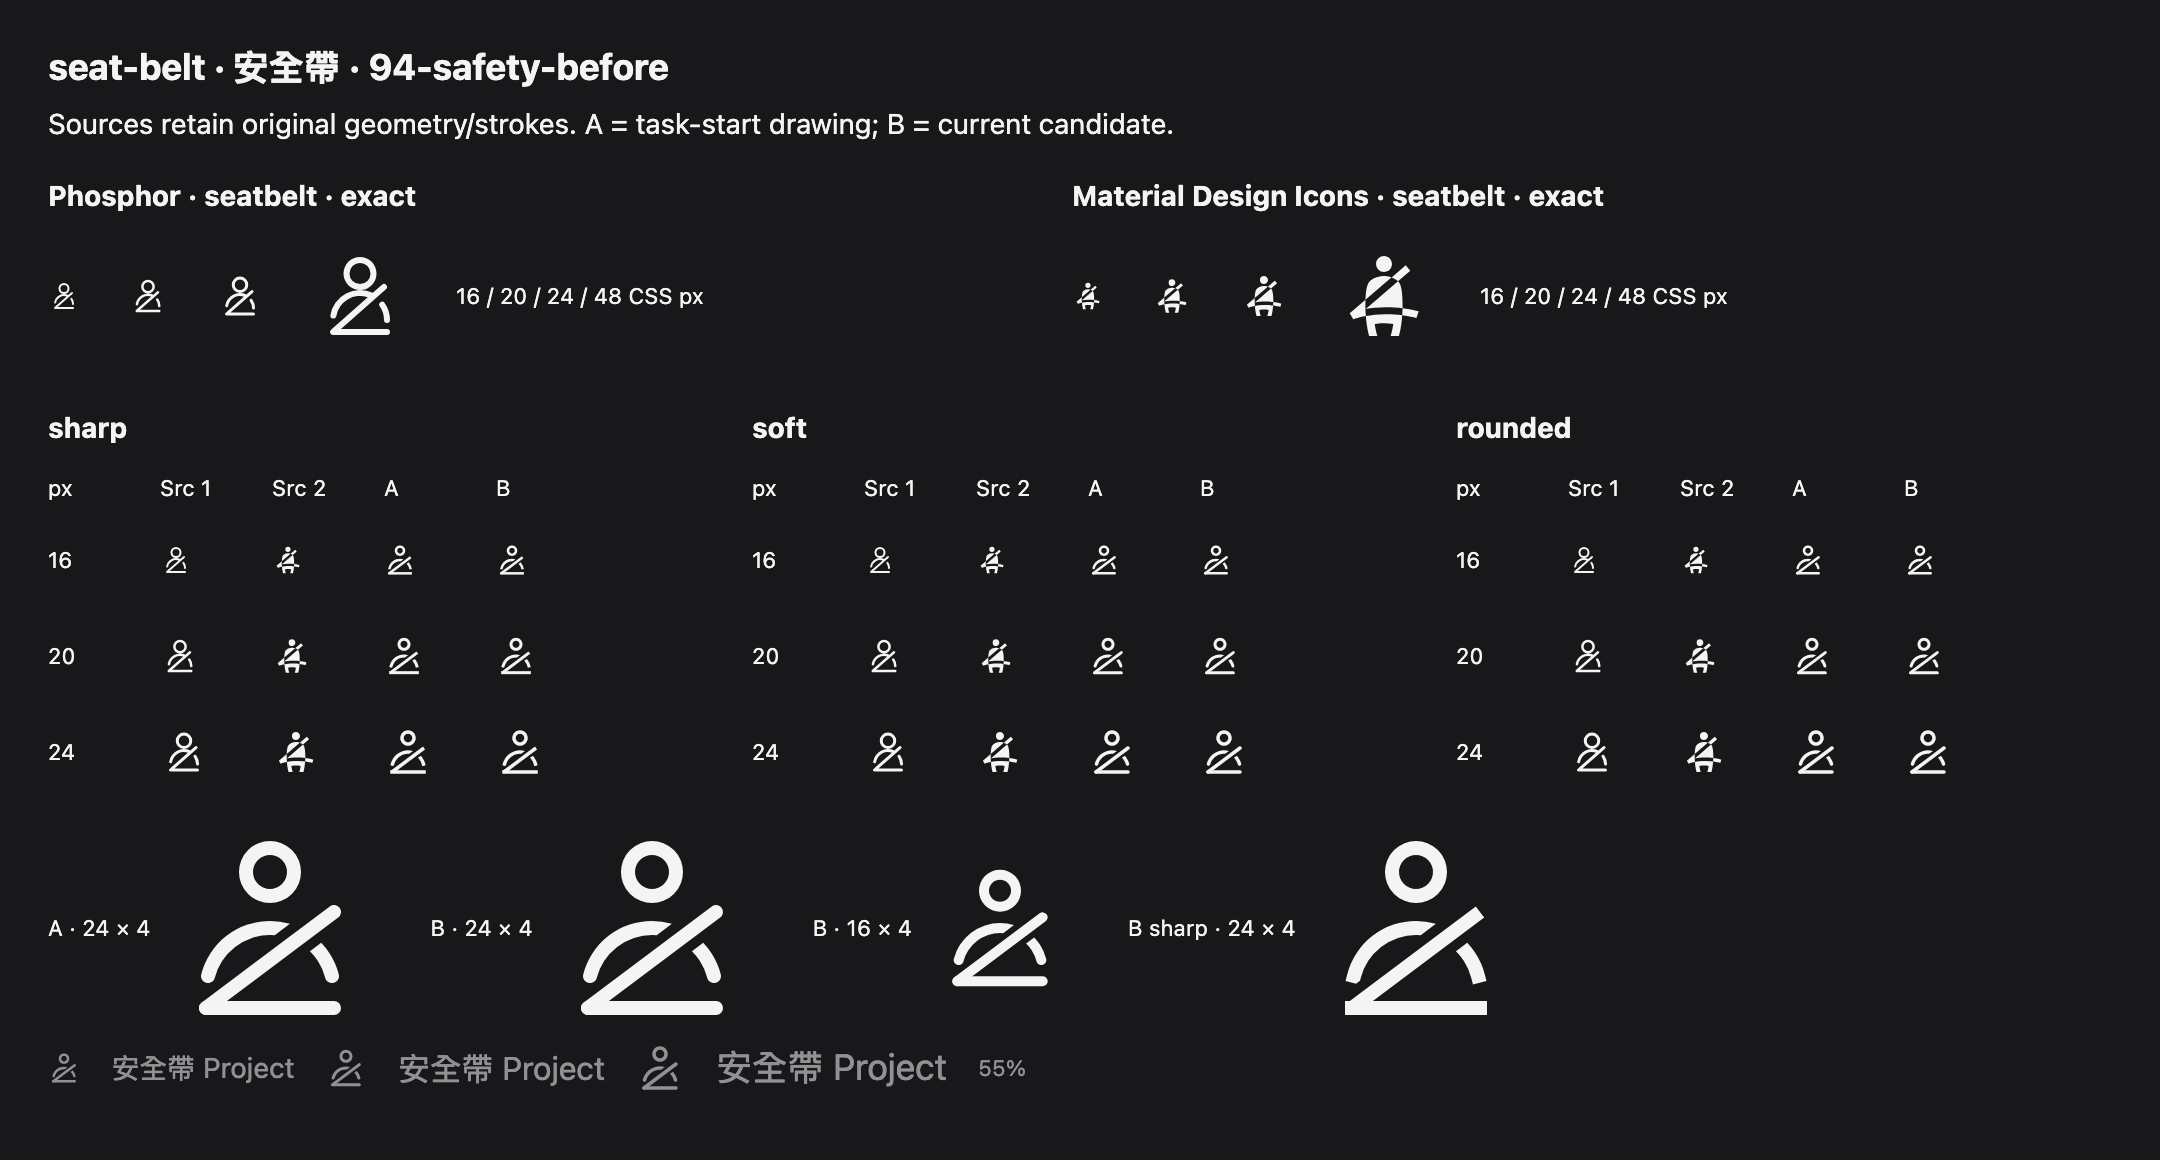 seat-belt · 安全帶 · 94-safety-before
Sources retain original geometry/strokes. A = task-start drawing; B = current candidate.
Phosphor · seatbelt · exact
16 / 20 / 24 / 48 CSS px
Material Design Icons · seatbelt · exact
16 / 20 / 24 / 48 CSS px
sharp
px Src 1 Src 2 A B
16
20
24
soft
px Src 1 Src 2 A B
16
20
24
rounded
px Src 1 Src 2 A B
16
20
24
A · 24 × 4
B · 24 × 4
B · 16 × 4
B sharp · 24 × 4
安全帶 Project 安全帶 Project 安全帶 Project 55%